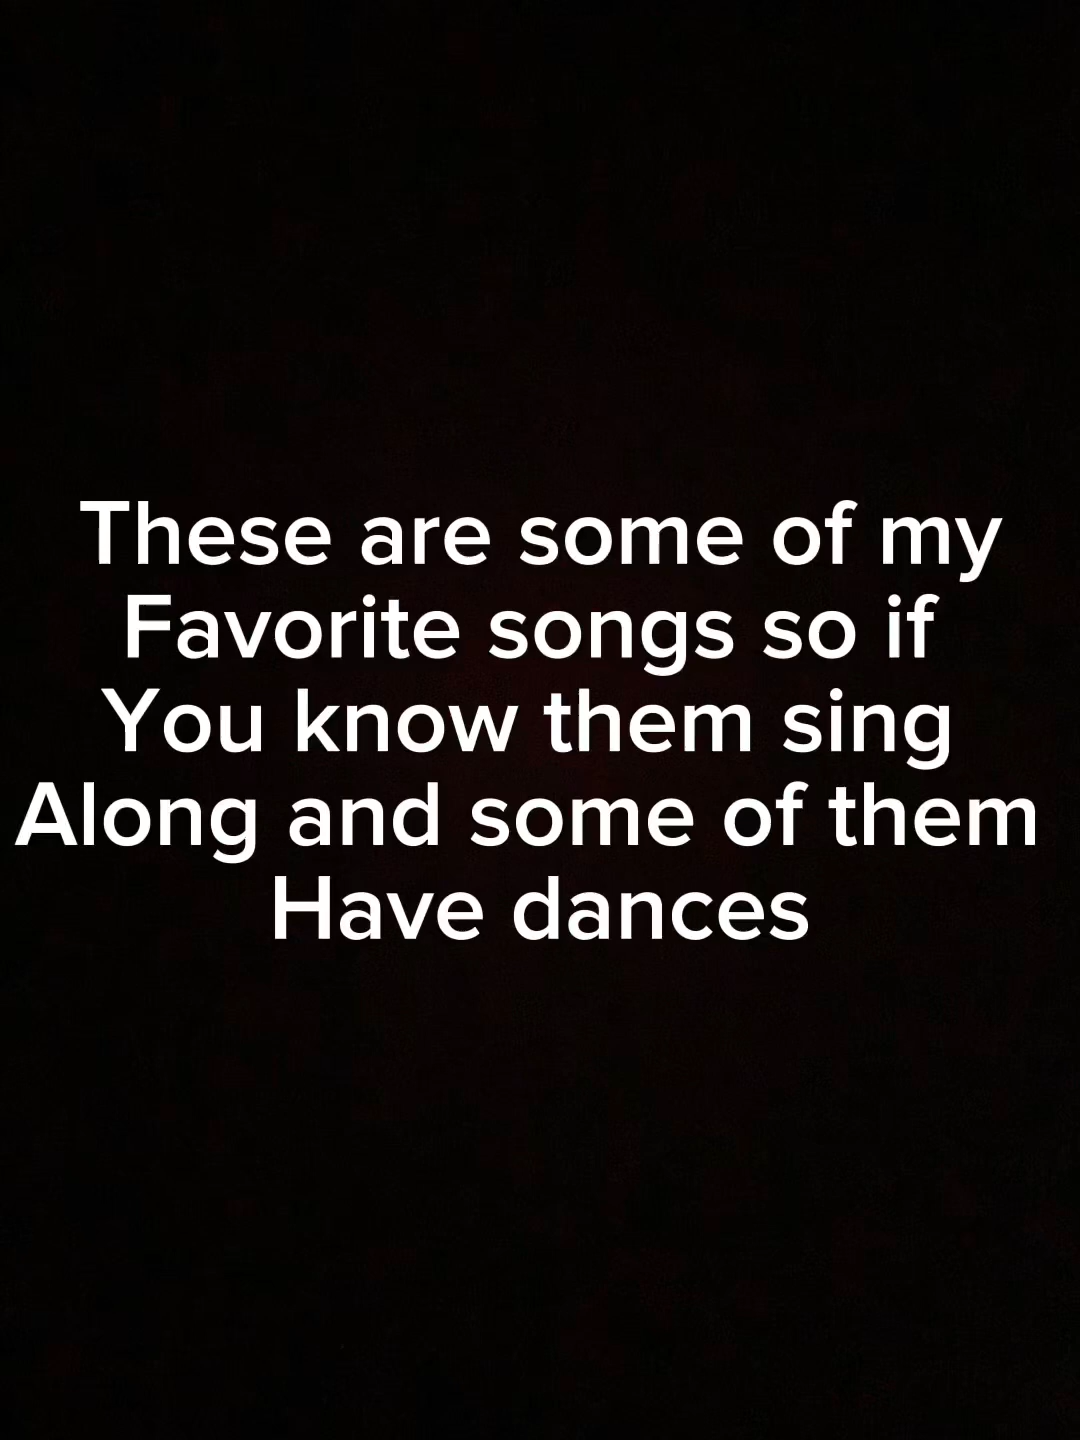 These are some of my
Favorite songs so if
You know them sing
Along and some of them
Have dances